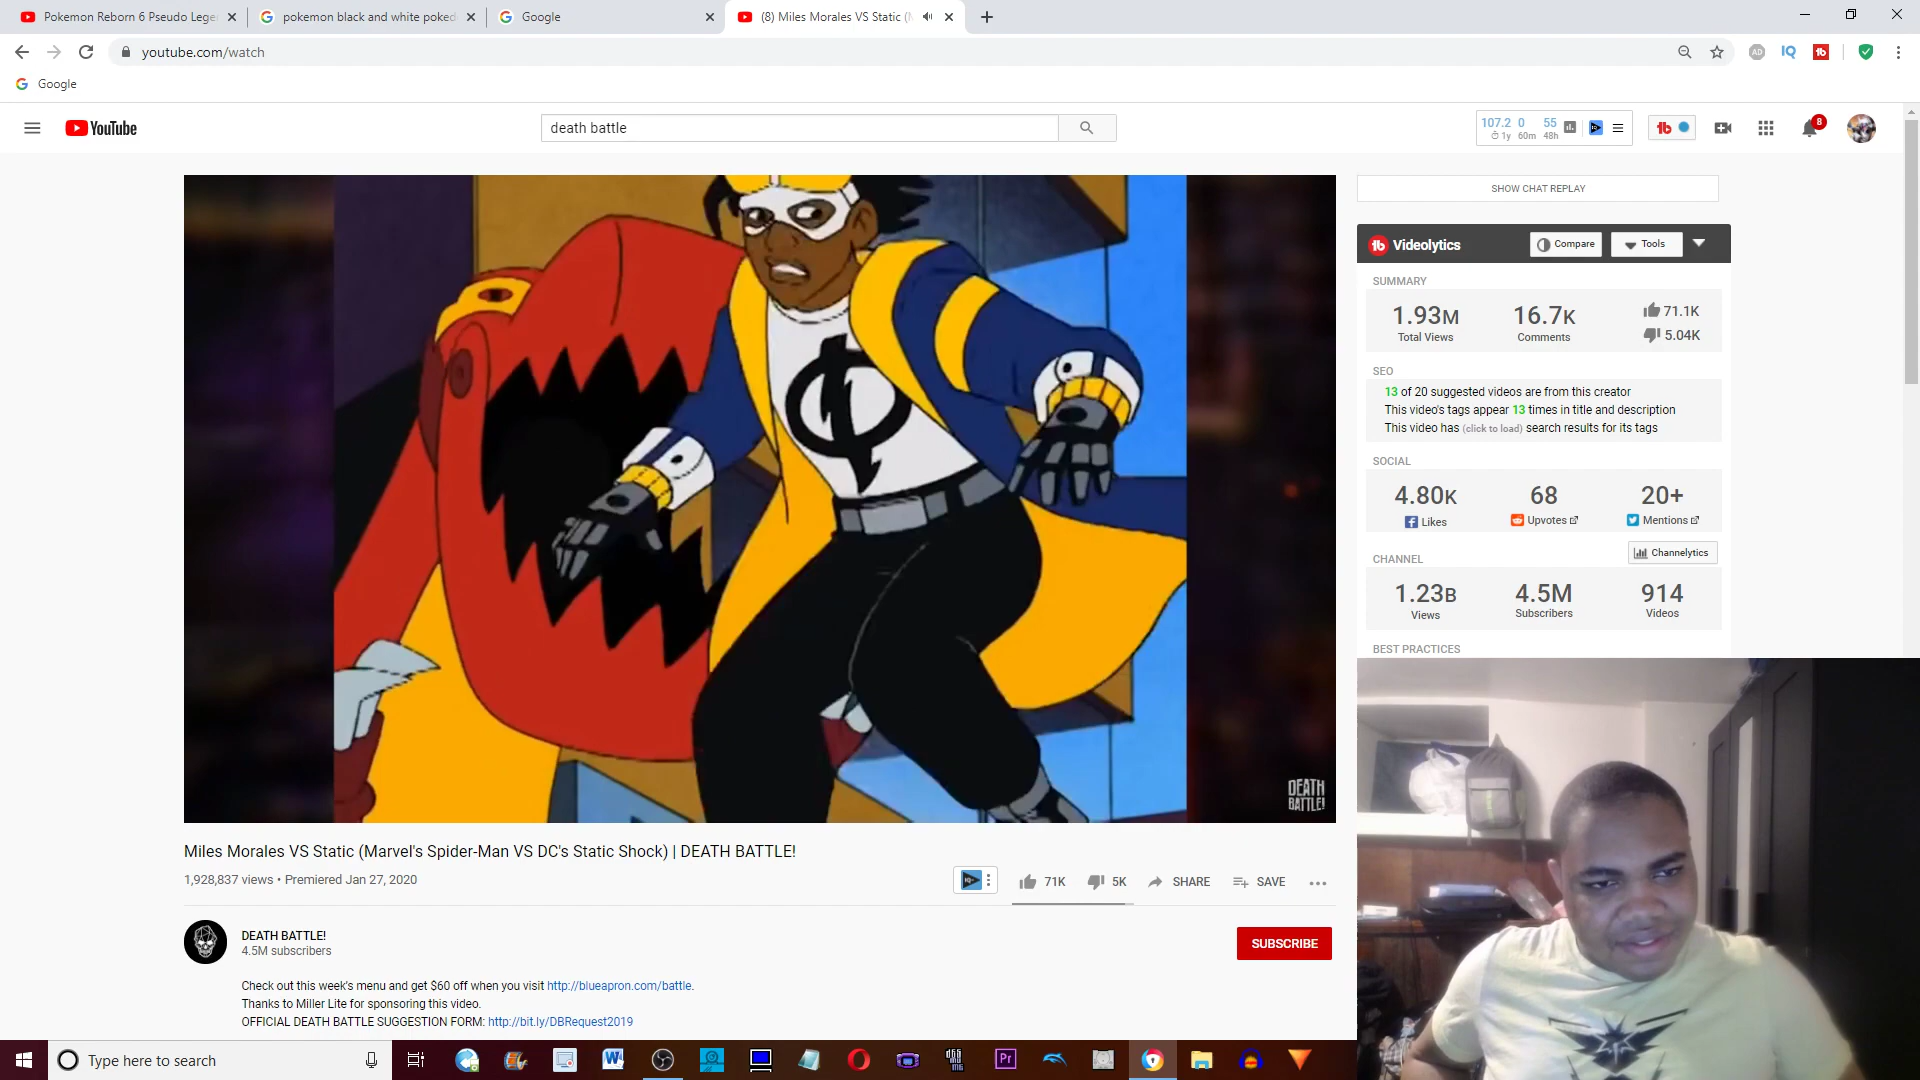 Pokemon Reborn 6 Pseudo Lege
pokemon black and white poked
Google
(8) Miles Morales VS Static (M
youtube.com/watch
Google
YouTube
death battle
107.2 0 55
1y 60m 48h
8
SHOW CHAT REPLAY
Videolytics Compare Tools
SUMMARY
1.93M 16.7K 71.1K
Total Views Comments 5.04K
SEO
13 of 20 suggested videos are from this creator
This video's tags appear 13 times in title and description
This video has (click to load) search results for its tags
SOCIAL
4.80K 68 20+
Likes Upvotes Mentions
CHANNEL Channelytics
1.23B 4.5M 914
Views Subscribers Videos
BEST PRACTICES
DEATH
BATTLE!
Miles Morales VS Static (Marvel's Spider-Man VS DC's Static Shock) | DEATH BATTLE!
1,928,837 views • Premiered Jan 27, 2020
71K 5K SHARE SAVE
DEATH BATTLE!
4.5M subscribers
SUBSCRIBE
Check out this week's menu and get $60 off when you visit http://blueapron.com/battle.
Thanks to Miller Lite for sponsoring this video.
OFFICIAL DEATH BATTLE SUGGESTION FORM: http://bit.ly/DBRequest2019
Type here to search